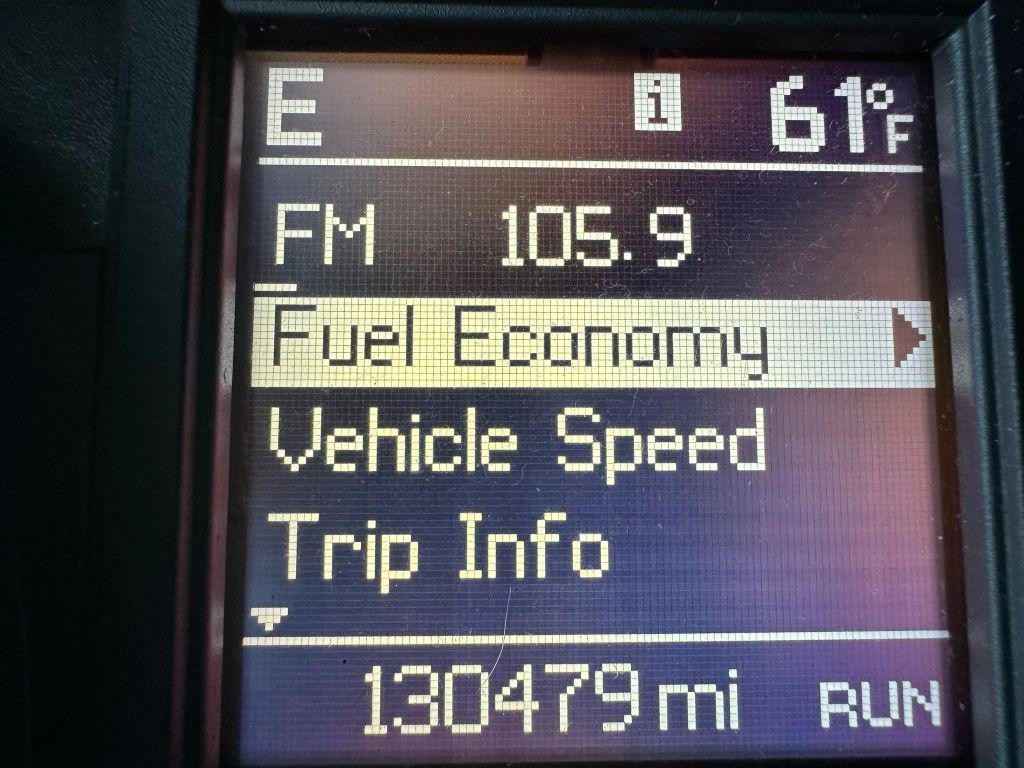 E i 61°F
FM 105.9
Fuel Economy
Vehicle Speed
Trip Info
130479 mi RUN